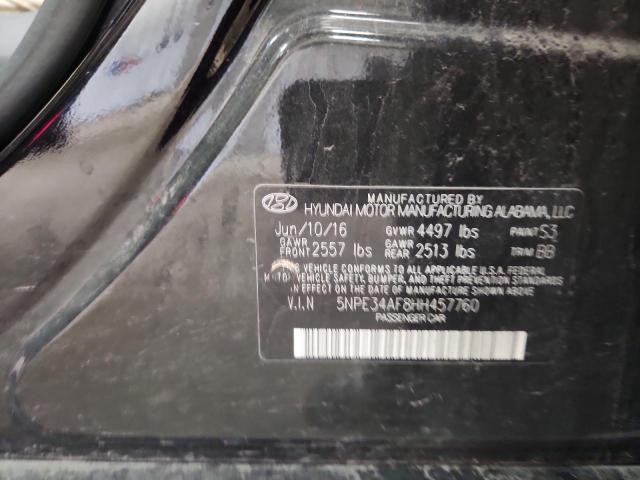 MANUFACTURED BY
HYUNDAI MOTOR MANUFACTURING ALABAMA, LLC
Jun/10/16 GVWR 4497 lbs PAINT S3
GAWR FRONT 2557 lbs GAWR REAR 2513 lbs TRIM BB
VEHICLE CONFORMS TO ALL APPLICABLE U.S.A. FEDERAL
MOTOR VEHICLE SAFETY, BUMPER, AND THEFT PREVENTION STANDARDS
IN EFFECT ON THE DATE OF MANUFACTURE SHOWN ABOVE.
V.I.N 5NPE34AF8HH457760
PASSENGER CAR